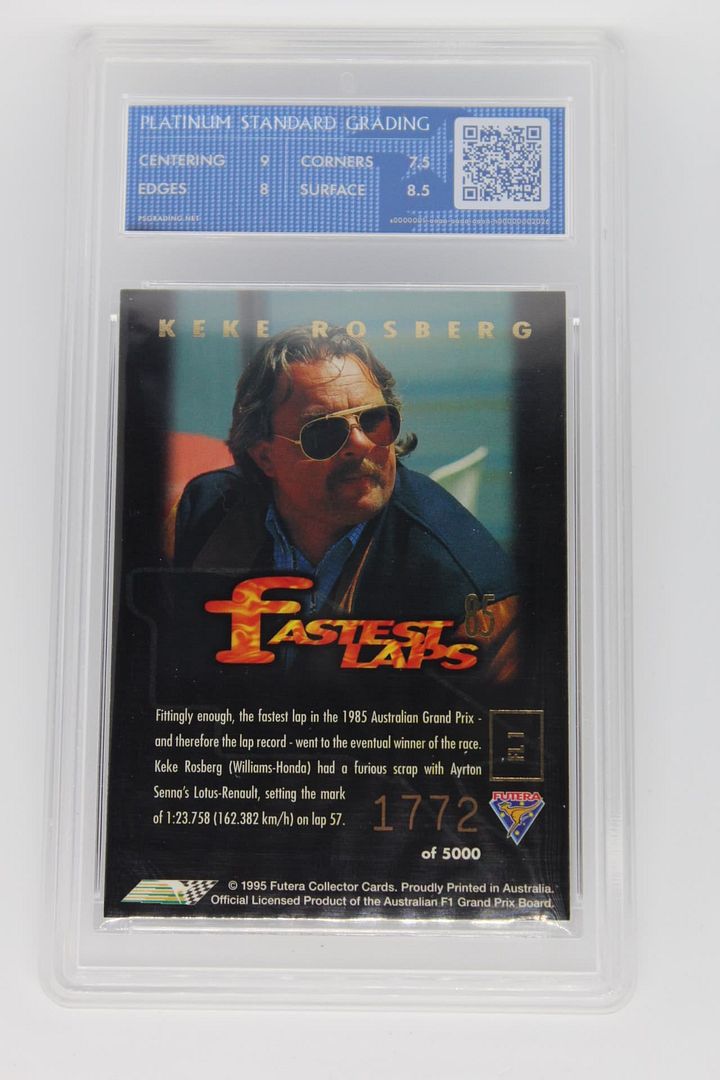 PLATINUM STANDARD GRADING
CENTERING 9 CORNERS 7.5
EDGES 8 SURFACE 8.5
PSGRADING.NET
KEKE ROSBERG
FASTEST 85
LAPS
Fittingly enough, the fastest lap in the 1985 Australian Grand Prix -
and therefore the lap record - went to the eventual winner of the race.
Keke Rosberg (Williams-Honda) had a furious scrap with Ayrton
Senna's Lotus-Renault, setting the mark
of 1:23.758 (162.382 km/h) on lap 57.
1772
of 5000
FUTERA
© 1995 Futera Collector Cards. Proudly Printed in Australia.
Official Licensed Product of the Australian F1 Grand Prix Board.